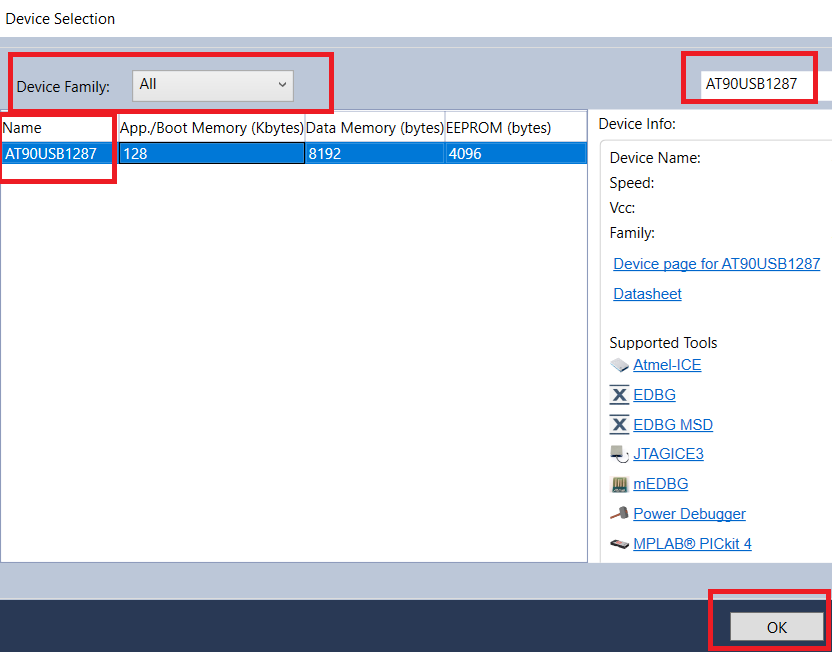 Device Selection
Device Family: All AT90USB1287
Name App./Boot Memory (Kbytes) Data Memory (bytes) EEPROM (bytes)
AT90USB1287 128 8192 4096
Device Info:
Device Name:
Speed:
Vcc:
Family:
Device page for AT90USB1287
Datasheet
Supported Tools
Atmel-ICE
EDBG
EDBG MSD
JTAGICE3
mEDBG
Power Debugger
MPLAB® PICkit 4
OK